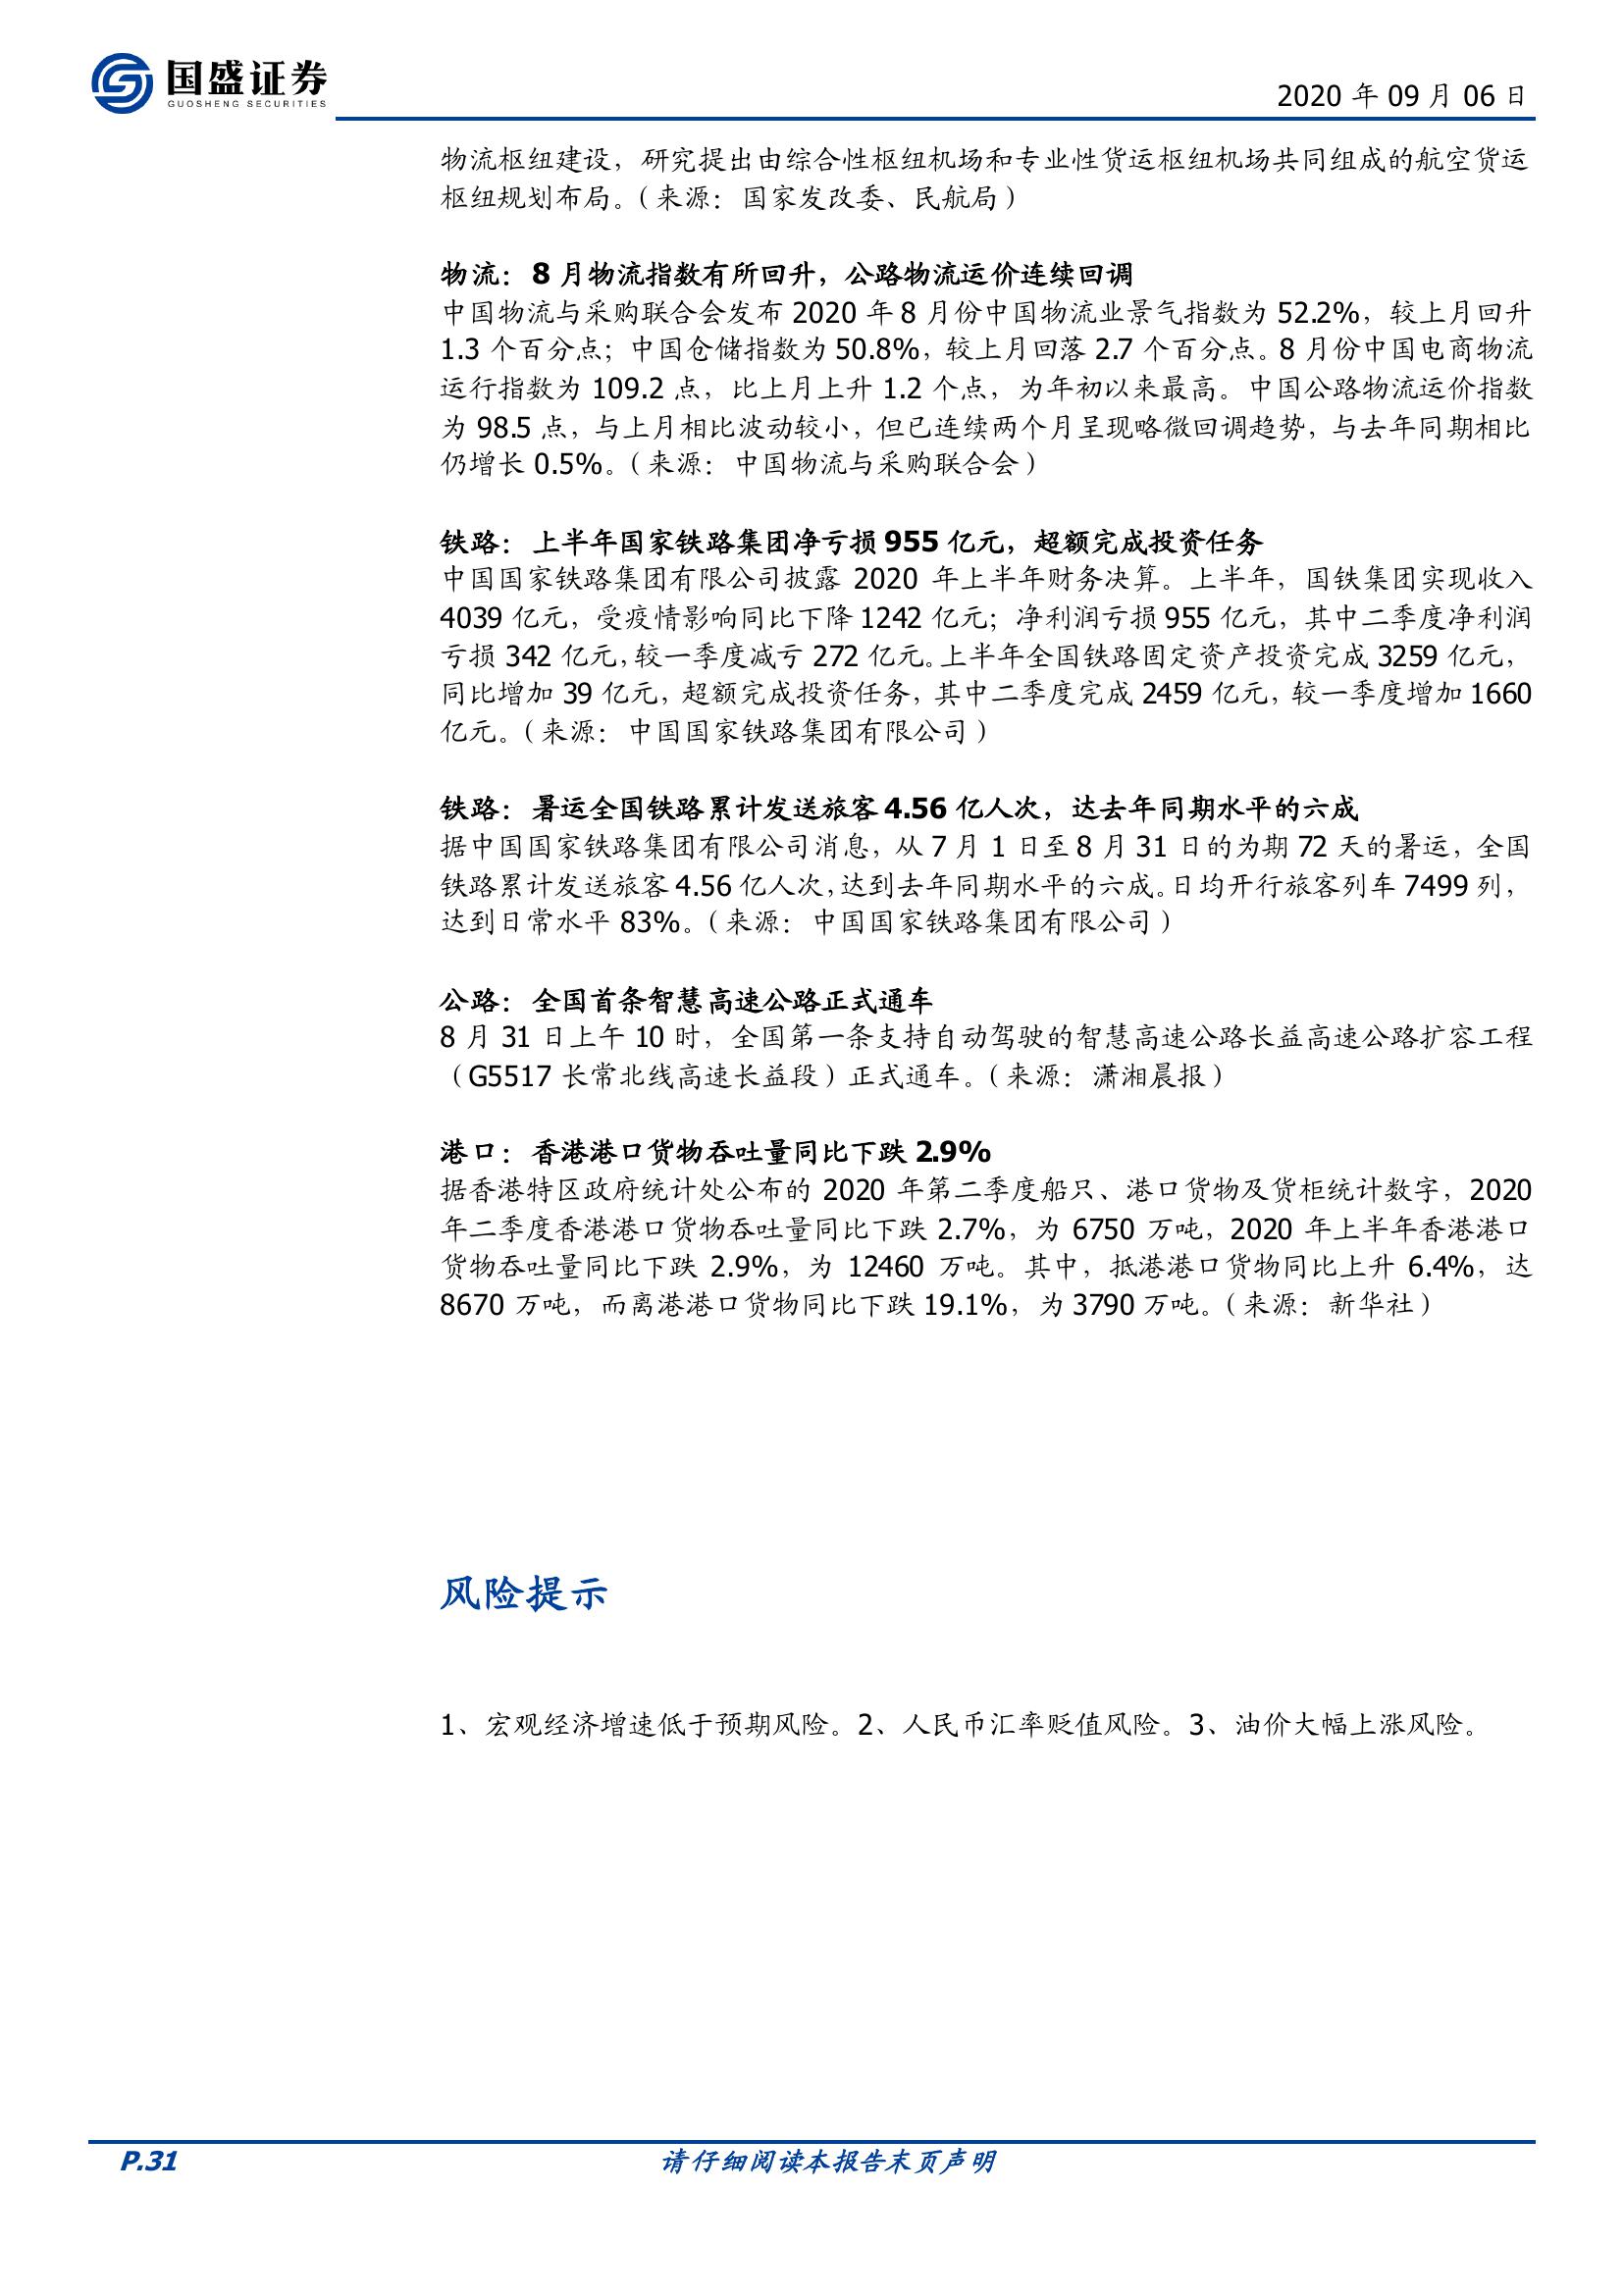 国盛证券
GUOSHENG SECURITIES
2020 年 09 月 06 日
物流枢纽建设，研究提出由综合性枢纽机场和专业性货运枢纽机场共同组成的航空货运
枢纽规划布局。（来源：国家发改委、民航局）
物流：8 月物流指数有所回升，公路物流运价连续回调
中国物流与采购联合会发布 2020 年 8 月份中国物流业景气指数为 52.2%，较上月回升
1.3 个百分点；中国仓储指数为 50.8%，较上月回落 2.7 个百分点。8 月份中国电商物流
运行指数为 109.2 点，比上月上升 1.2 个点，为年初以来最高。中国公路物流运价指数
为 98.5 点，与上月相比波动较小，但已连续两个月呈现略微回调趋势，与去年同期相比
仍增长 0.5%。（来源：中国物流与采购联合会）
铁路：上半年国家铁路集团净亏损 955 亿元，超额完成投资任务
中国国家铁路集团有限公司披露 2020 年上半年财务决算。上半年，国铁集团实现收入
4039 亿元，受疫情影响同比下降 1242 亿元；净利润亏损 955 亿元，其中二季度净利润
亏损 342 亿元，较一季度减亏 272 亿元。上半年全国铁路固定资产投资完成 3259 亿元，
同比增加 39 亿元，超额完成投资任务，其中二季度完成 2459 亿元，较一季度增加 1660
亿元。（来源：中国国家铁路集团有限公司）
铁路：暑运全国铁路累计发送旅客 4.56 亿人次，达去年同期水平的六成
据中国国家铁路集团有限公司消息，从 7 月 1 日至 8 月 31 日的为期 72 天的暑运，全国
铁路累计发送旅客 4.56 亿人次，达到去年同期水平的六成。日均开行旅客列车 7499 列，
达到日常水平 83%。（来源：中国国家铁路集团有限公司）
公路：全国首条智慧高速公路正式通车
8 月 31 日上午 10 时，全国第一条支持自动驾驶的智慧高速公路长益高速公路扩容工程
（G5517 长常北线高速长益段）正式通车。（来源：潇湘晨报）
港口：香港港口货物吞吐量同比下跌 2.9%
据香港特区政府统计处公布的 2020 年第二季度船只、港口货物及货柜统计数字，2020
年二季度香港港口货物吞吐量同比下跌 2.7%，为 6750 万吨，2020 年上半年香港港口
货物吞吐量同比下跌 2.9%，为 12460 万吨。其中，抵港港口货物同比上升 6.4%，达
8670 万吨，而离港港口货物同比下跌 19.1%，为 3790 万吨。（来源：新华社）
风险提示
1、宏观经济增速低于预期风险。2、人民币汇率贬值风险。3、油价大幅上涨风险。
P.31
请仔细阅读本报告末页声明